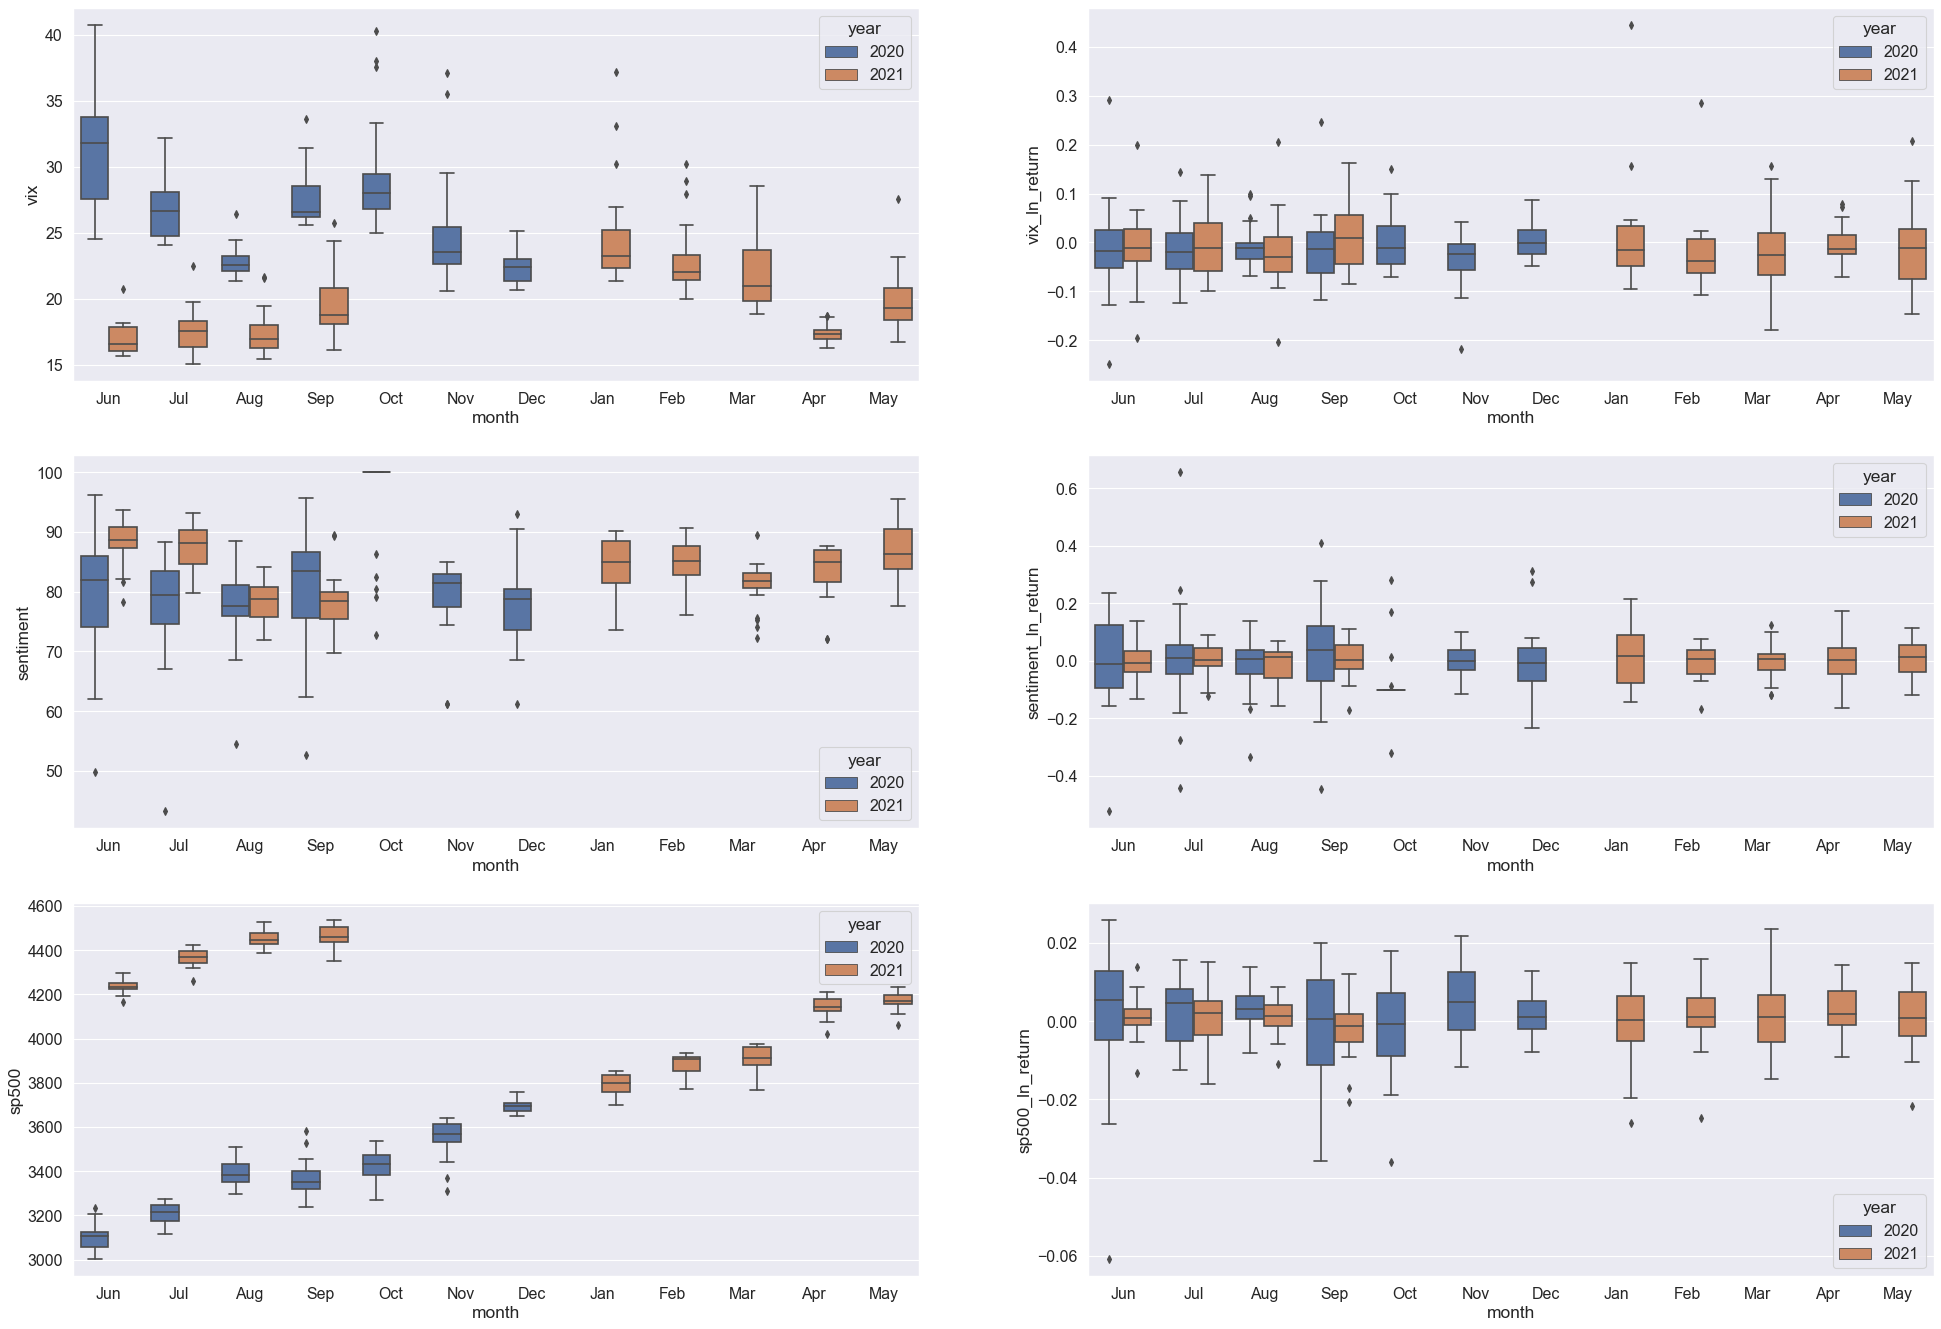 year
2020
2021
40
35
30
25
20
15
vix
Jun Jul Aug Sep Oct Nov Dec Jan Feb Mar Apr May
month
year
2020
2021
0.4
0.3
0.2
0.1
0.0
−0.1
−0.2
vix_ln_return
Jun Jul Aug Sep Oct Nov Dec Jan Feb Mar Apr May
month
100
90
80
70
60
50
sentiment
year
2020
2021
Jun Jul Aug Sep Oct Nov Dec Jan Feb Mar Apr May
month
year
2020
2021
0.6
0.4
0.2
0.0
−0.2
−0.4
sentiment_ln_return
Jun Jul Aug Sep Oct Nov Dec Jan Feb Mar Apr May
month
year
2020
2021
4600
4400
4200
4000
3800
3600
3400
3200
3000
sp500
Jun Jul Aug Sep Oct Nov Dec Jan Feb Mar Apr May
month
0.02
0.00
−0.02
−0.04
−0.06
sp500_ln_return
year
2020
2021
Jun Jul Aug Sep Oct Nov Dec Jan Feb Mar Apr May
month